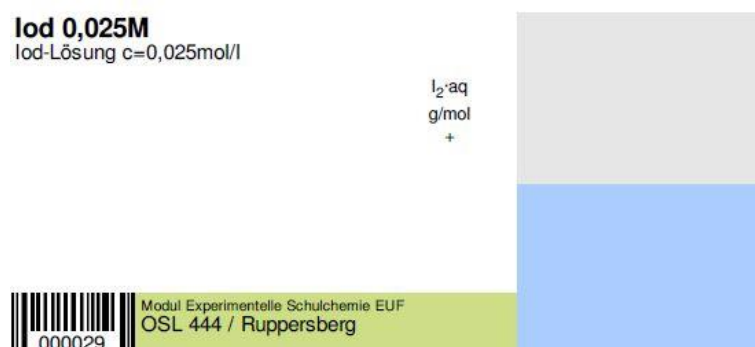 Iod 0,025M
Iod-Lösung c=0,025mol/l
I₂·aq
g/mol
+
Modul Experimentelle Schulchemie EUF
OSL 444 / Ruppersberg
000029